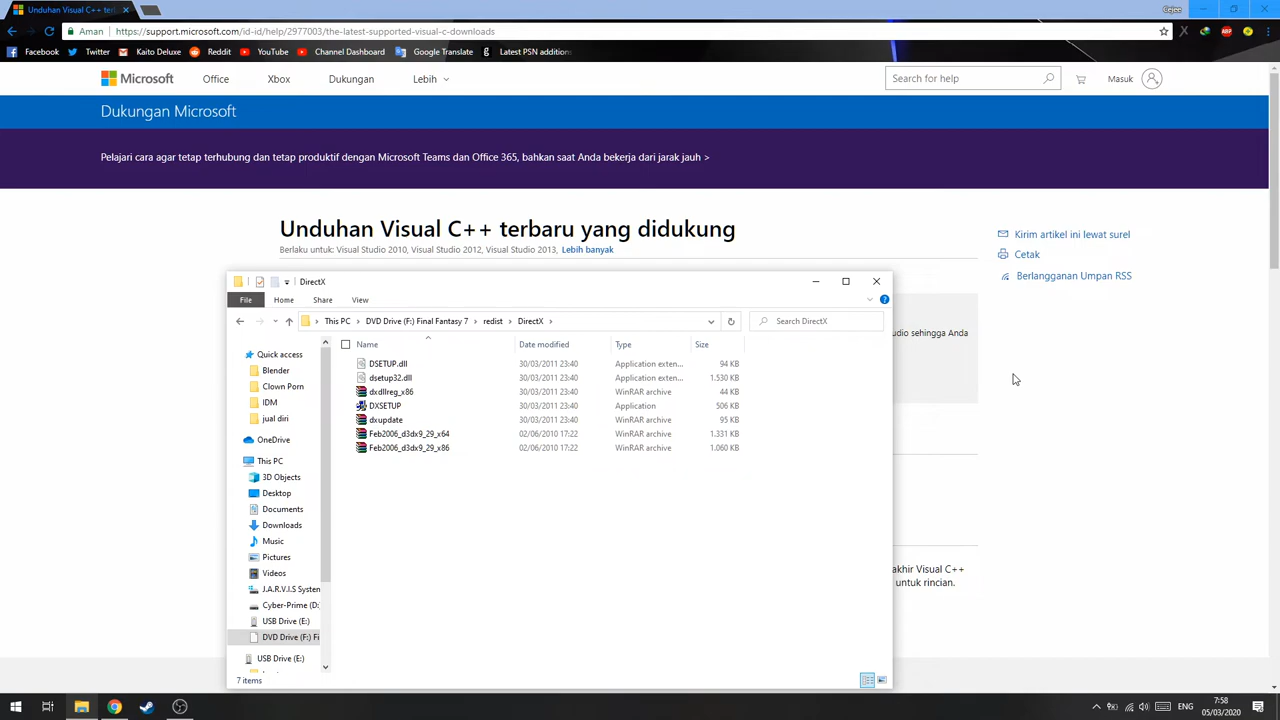 Unduhan Visual C++ ter
Aman
https://support.microsoft.com/id-id/help/2977003/the-latest-supported-visual-c-downloads
Facebook Twitter Kaito Deluxe Reddit YouTube Channel Dashboard Google Translate Latest PSN addition
Microsoft Office Xbox Dukungan Lebih Search for help Masuk
Dukungan Microsoft
Pelajari cara agar tetap terhubung dan tetap produktif dengan Microsoft Teams dan Office 365, bahkan saat Anda bekerja dari jarak jauh >
Unduhan Visual C++ terbaru yang didukung
Berlaku untuk: Visual Studio 2010, Visual Studio 2012, Visual Studio 2013, Lebih banyak
Kirim artikel ini lewat surel
Cetak
Berlangganan Umpan RSS
DirectX
File Home Share View
This PC > DVD Drive (F:) Final Fantasy 7 > redist > DirectX >
Search DirectX
udio sehingga Anda
Name Date modified Type Size
DSETUP.dll 30/03/2011 23:40 Application exten... 94 KB
dsetup32.dll 30/03/2011 23:40 Application exten... 1.530 KB
dxdllreg_x86 30/03/2011 23:40 WinRAR archive 44 KB
DXSETUP 30/03/2011 23:40 Application 506 KB
dxupdate 30/03/2011 23:40 WinRAR archive 95 KB
Feb2006_d3dx9_29_x64 02/06/2010 17:22 WinRAR archive 1.331 KB
Feb2006_d3dx9_29_x86 02/06/2010 17:22 WinRAR archive 1.060 KB
Quick access
Blender
Clown Porn
IDM
jual diri
OneDrive
This PC
3D Objects
Desktop
Documents
Downloads
Music
Pictures
Videos
J.A.R.V.I.S System
Cyber-Prime (D:
USB Drive (E:)
DVD Drive (F:) Fi
USB Drive (E:)
akhir Visual C++
untuk rincian.
7 items
ENG
7:58
05/03/2020